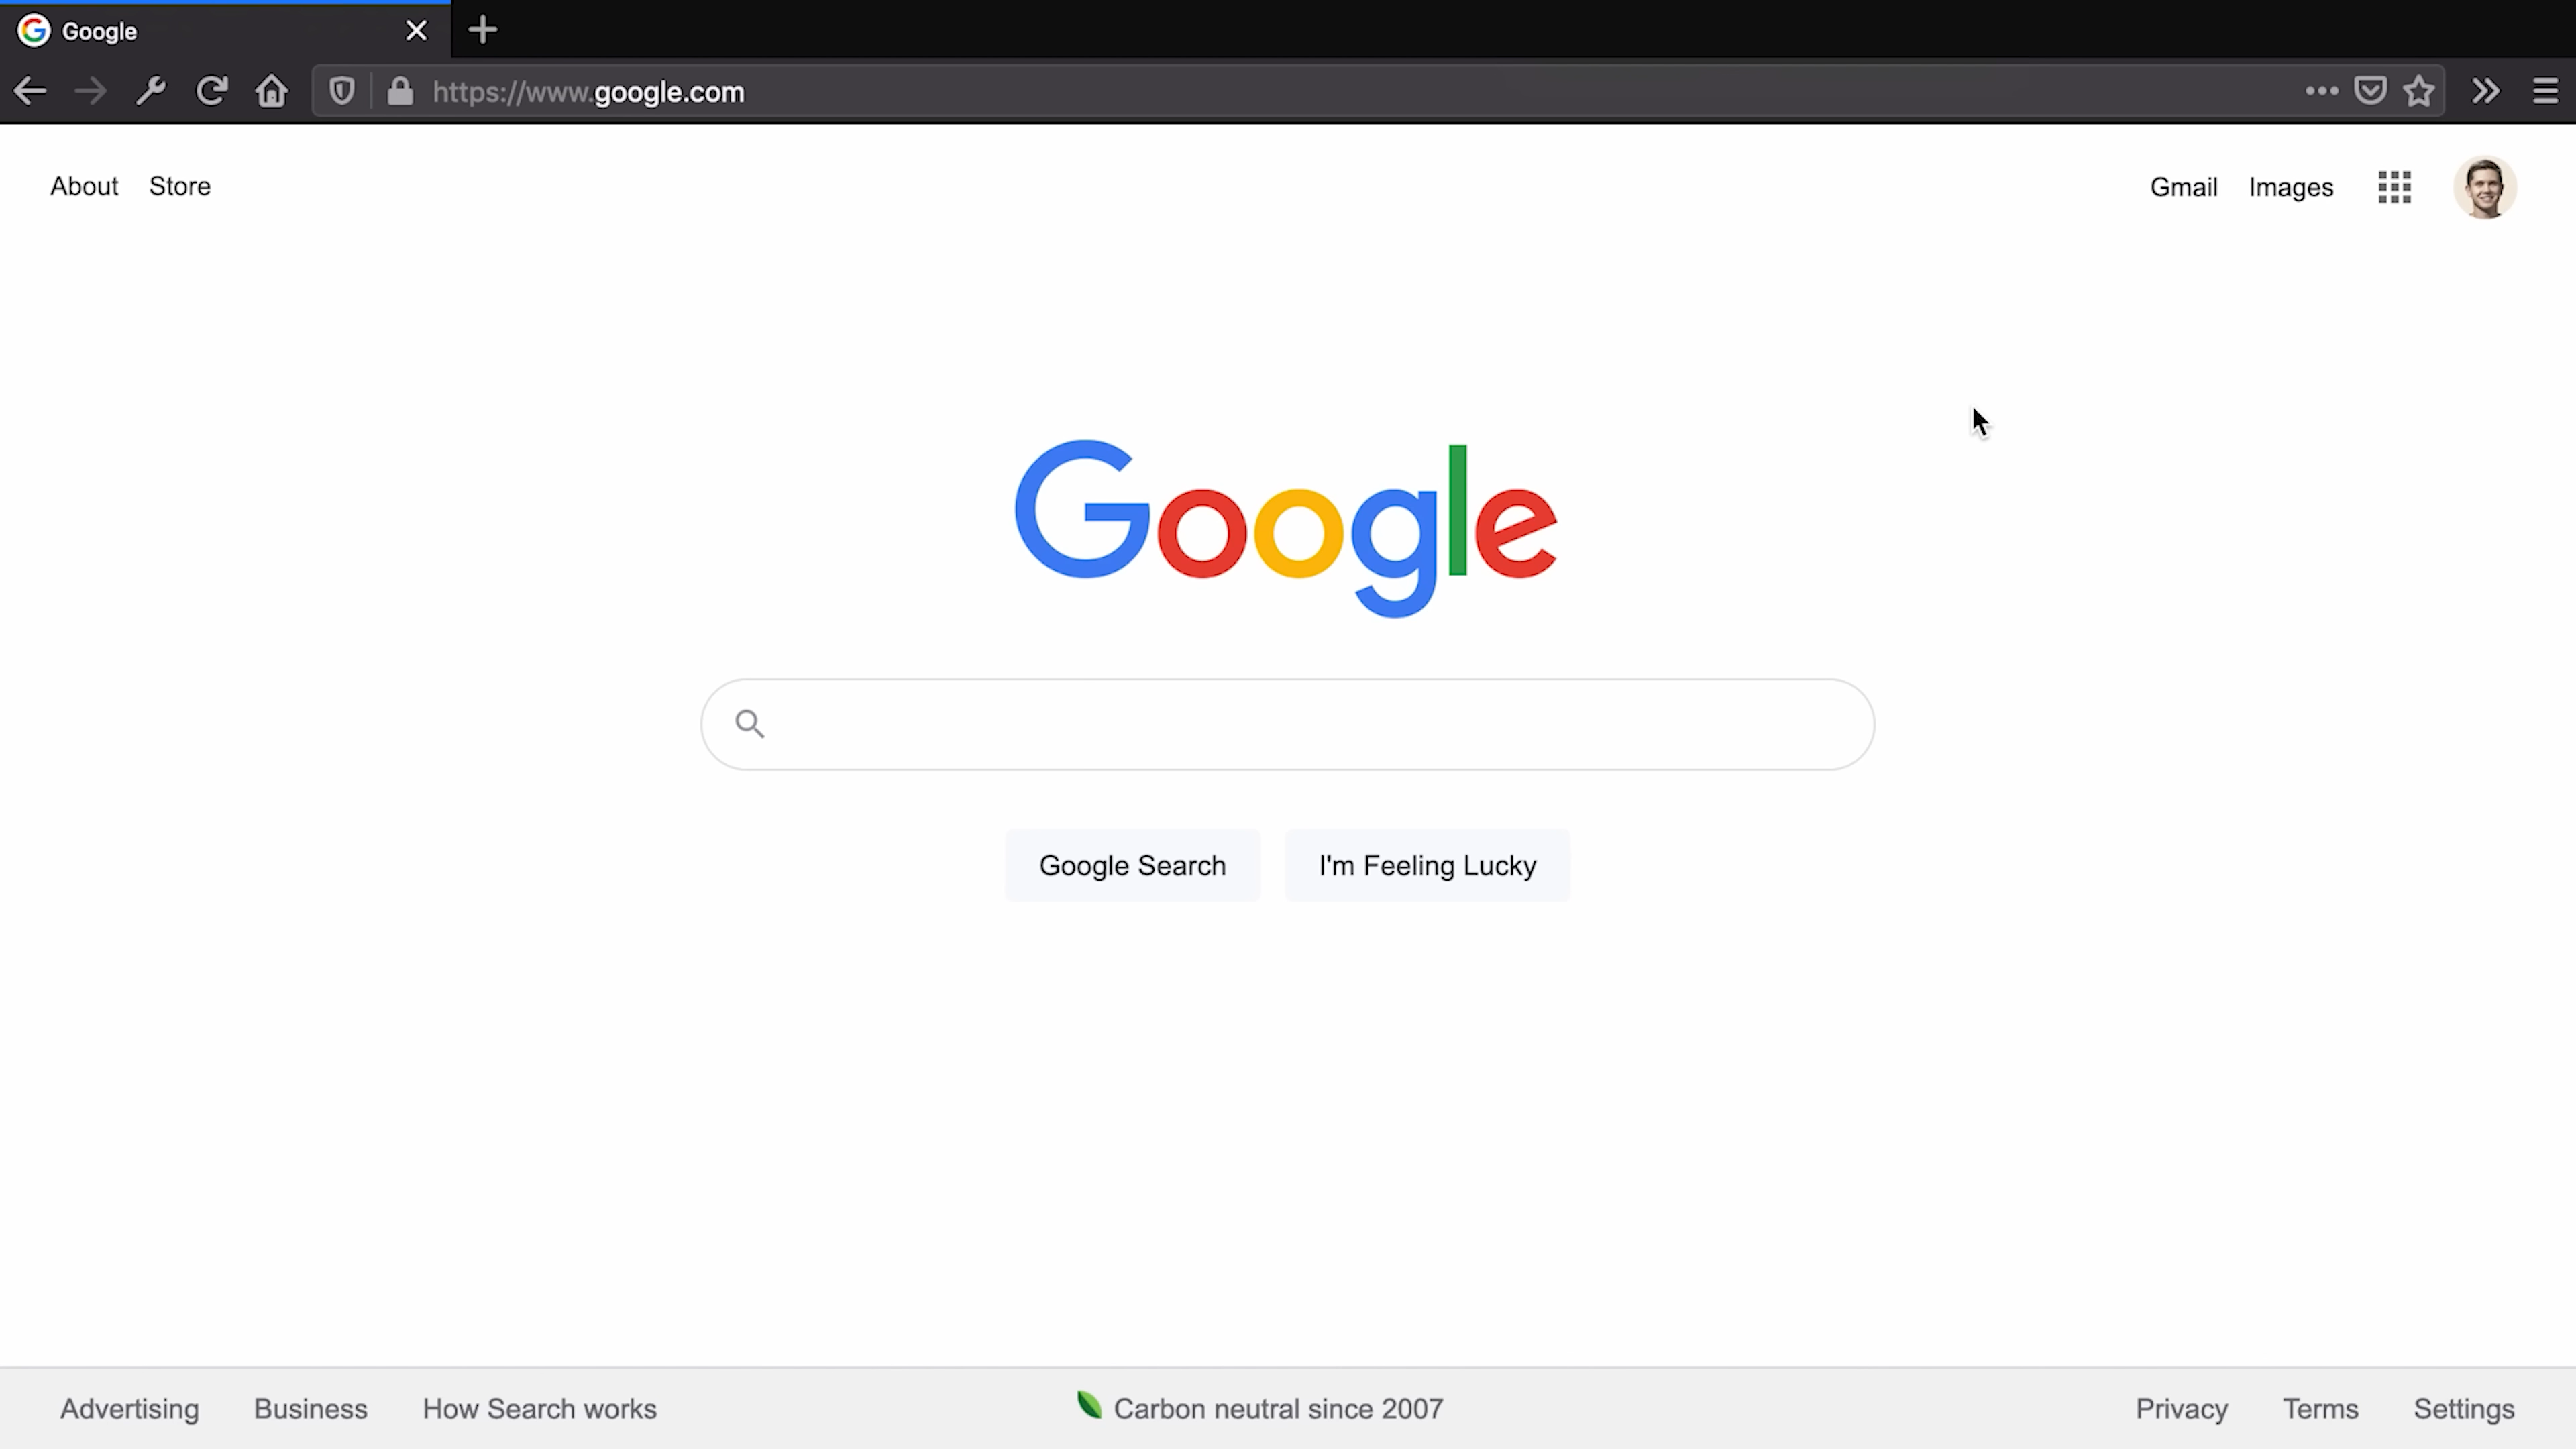 Google
https://www.google.com
About Store
Gmail Images
Google
Google Search
I'm Feeling Lucky
Advertising Business How Search works
Carbon neutral since 2007
Privacy Terms Settings